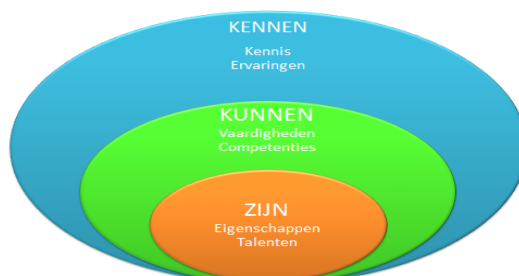 KENNEN
Kennis
Ervaringen
KUNNEN
Vaardigheden
Competenties
ZIJN
Eigenschappen
Talenten